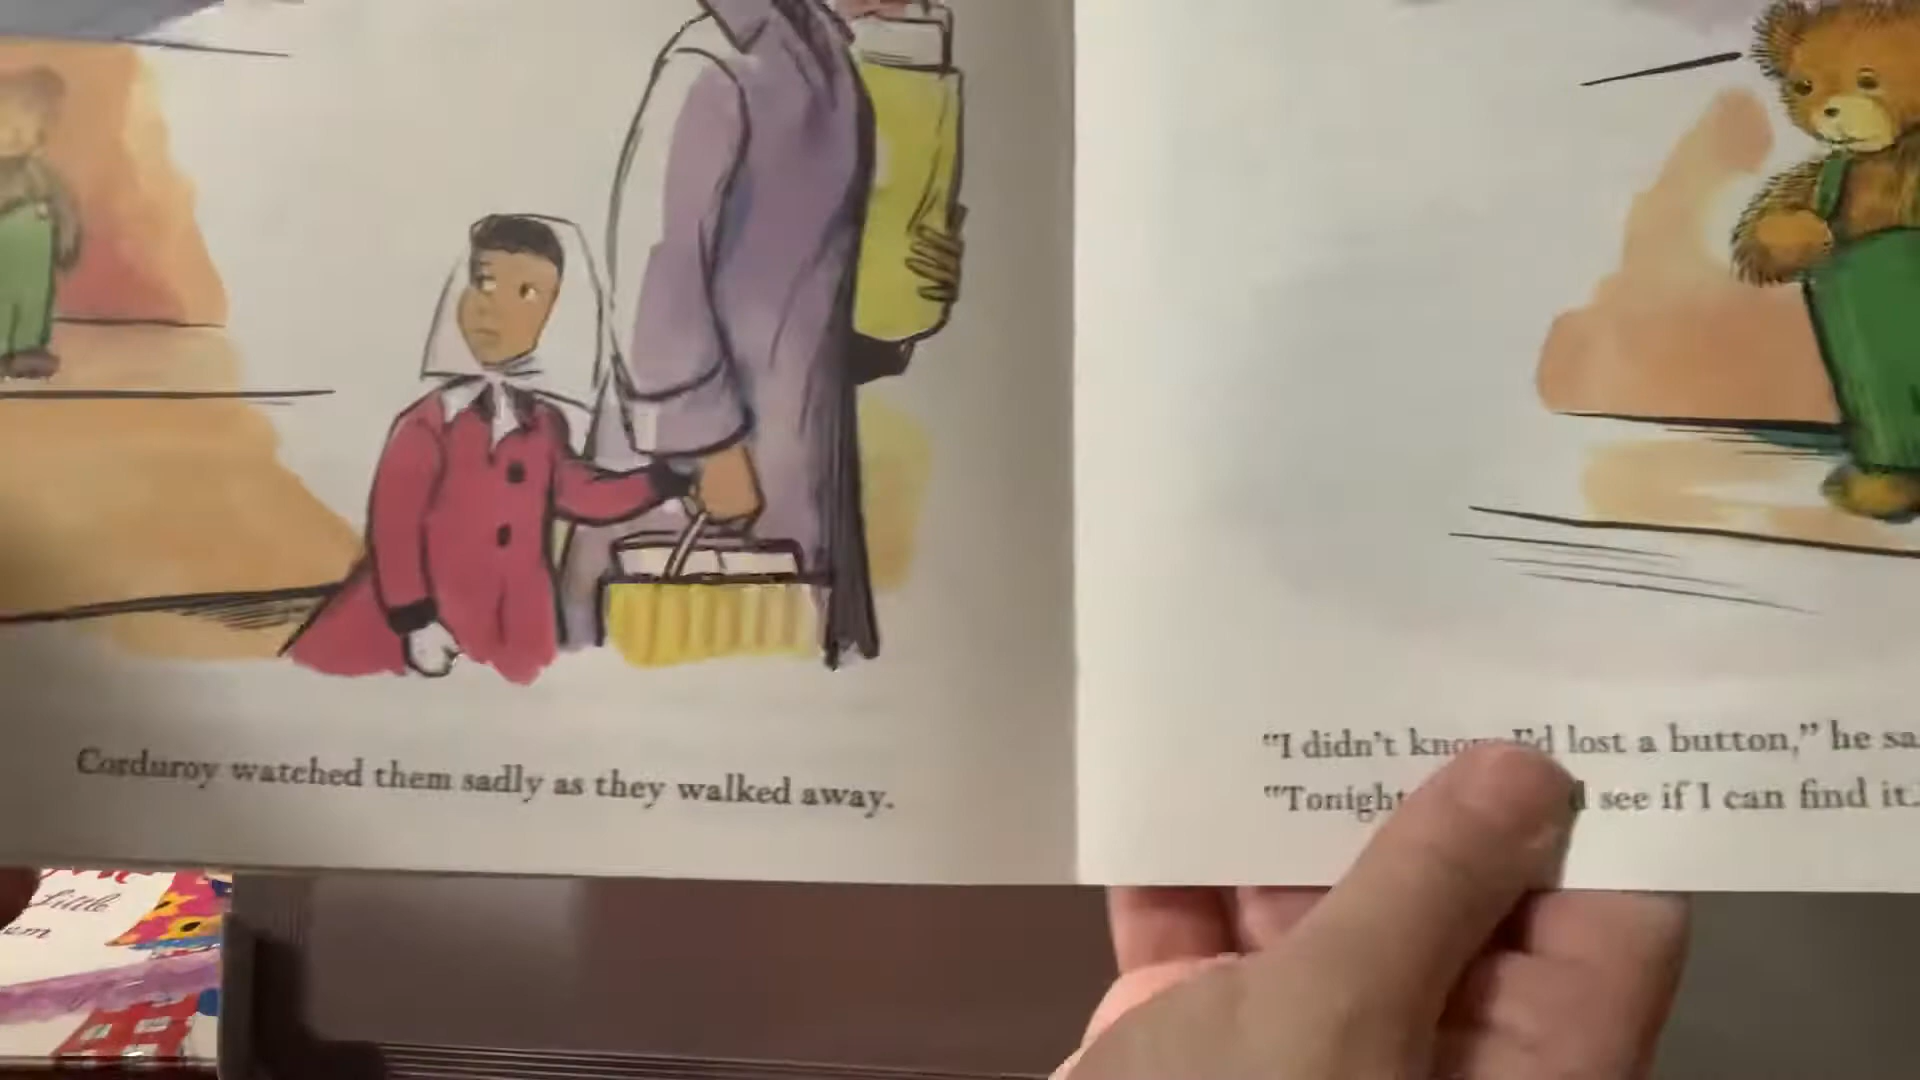 Corduroy watched them sadly as they walked away.
"I didn't know I'd lost a button," he
"Tonight see if I can find it.
Little